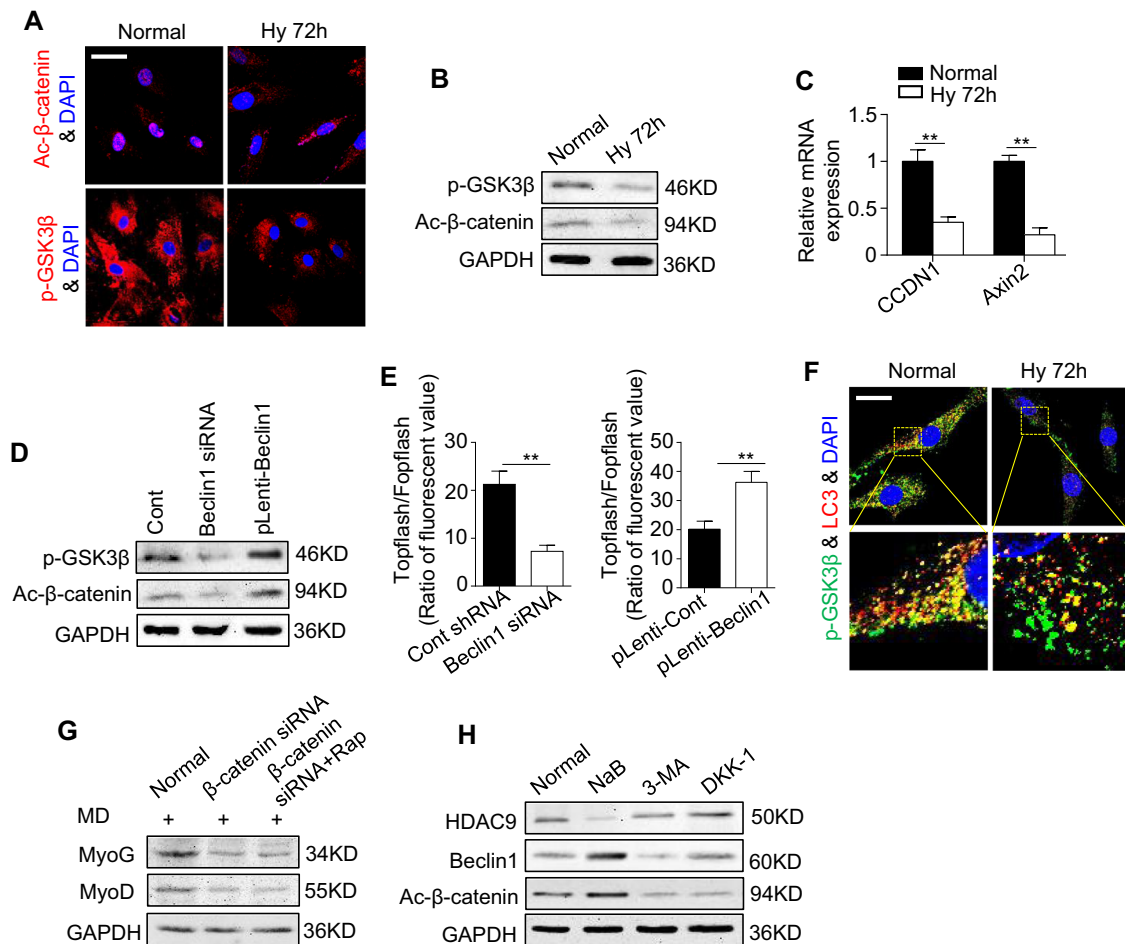 A
Normal
Hy 72h
Ac-β-catenin
& DAPI
p-GSK3β
& DAPI
B
Normal
Hy 72h
p-GSK3β
46KD
Ac-β-catenin
94KD
GAPDH
36KD
C
Normal
Hy 72h
Relative mRNA
expression
**
**
1
0.5
0
CCDN1
Axin2
D
Cont
Beclin1 siRNA
pLenti-Beclin1
p-GSK3β
46KD
Ac-β-catenin
94KD
GAPDH
36KD
E
Topflash/Fopflash
(Ratio of fluorescent value)
30
20
10
0
**
Cont shRNA
Beclin1 siRNA
Topflash/Fopflash
(Ratio of fluorescent value)
50
40
30
20
10
0
**
pLenti-Cont
pLenti-Beclin1
F
Normal
Hy 72h
p-GSK3β & LC3 & DAPI
G
Normal
β-catenin siRNA
β-catenin
siRNA+Rap
MD
+
+
+
MyoG
34KD
MyoD
55KD
GAPDH
36KD
H
Normal
NaB
3-MA
DKK-1
HDAC9
50KD
Beclin1
60KD
Ac-β-catenin
94KD
GAPDH
36KD